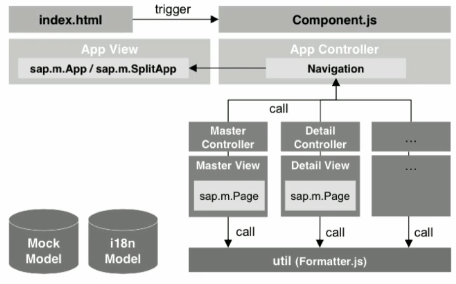 index.html
trigger
Component.js
App View
App Controller
sap.m.App / sap.m.SplitApp
Navigation
call
Master
Controller
Detail
Controller
...
Master View
Detail View
...
sap.m.Page
sap.m.Page
call
call
call
Mock
Model
i18n
Model
util (Formatter.js)